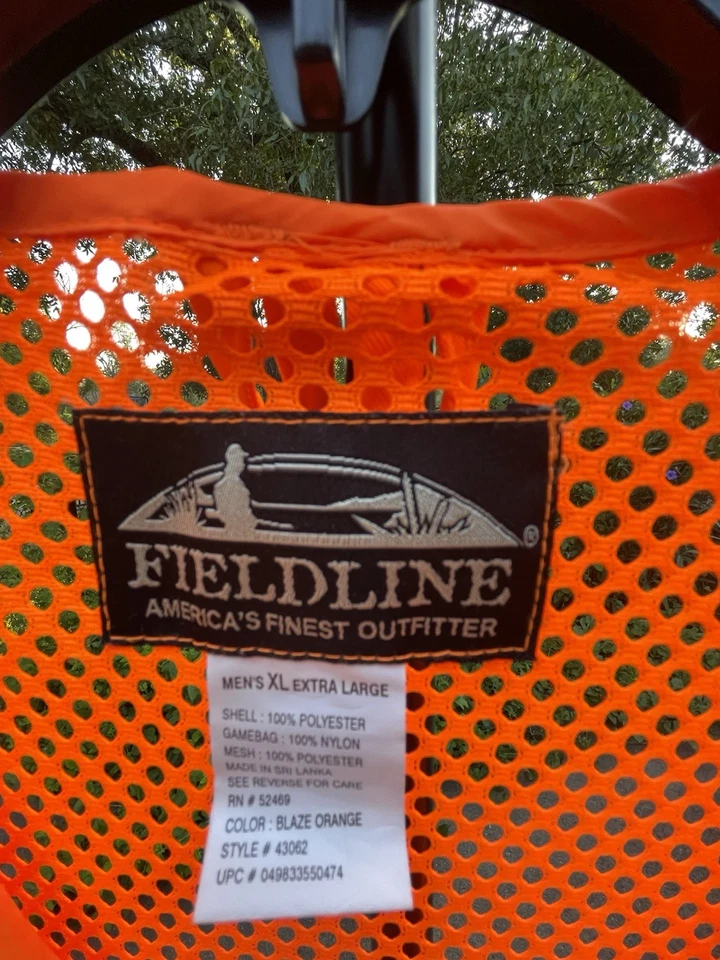 ®
FIELDLINE
AMERICA'S FINEST OUTFITTER
MEN'S XL EXTRA LARGE
SHELL : 100% POLYESTER
GAMEBAG : 100% NYLON
MESH : 100% POLYESTER
MADE IN SRI LANKA
SEE REVERSE FOR CARE
RN # 52469
COLOR : BLAZE ORANGE
STYLE # 43062
UPC # 049833550474